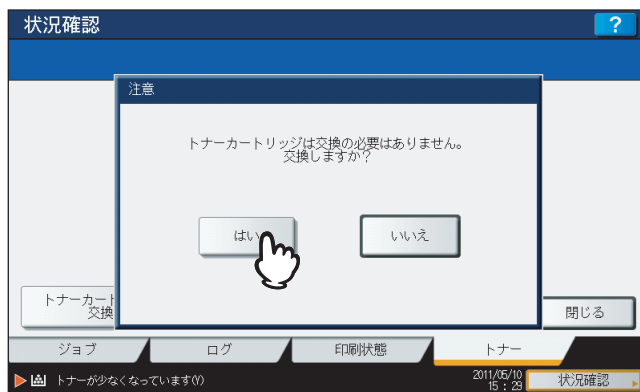 状況確認
?
注意
トナーカートリッジは交換の必要はありません。
交換しますか?
はい
いいえ
トナーカート
交換
閉じる
ジョブ
ログ
印刷状態
トナー
トナーが少なくなっています(Y)
2011/05/10
15:29
状況確認